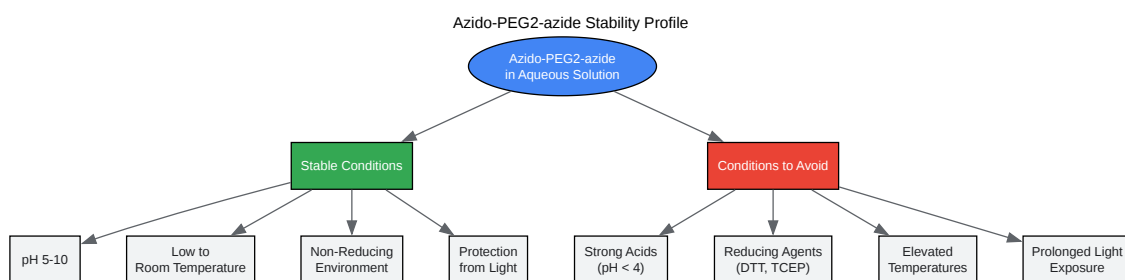 Azido-PEG2-azide Stability Profile
Azido-PEG2-azide
in Aqueous Solution
Stable Conditions
Conditions to Avoid
pH 5-10
Low to
Room Temperature
Non-Reducing
Environment
Protection
from Light
Strong Acids
(pH < 4)
Reducing Agents
(DTT, TCEP)
Elevated
Temperatures
Prolonged Light
Exposure